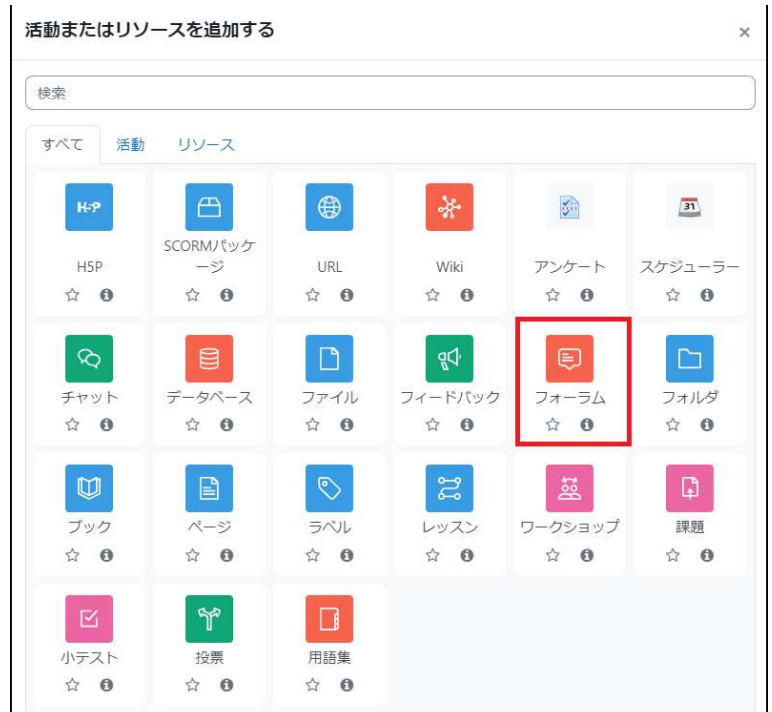 活動またはリソースを追加する
×
検索
すべて 活動 リソース
H-P
31
SCORMパッケ
H5P ージ URL Wiki アンケート スケジューラー
チャット データベース ファイル フィードバック フォーラム フォルダ
ブック ページ ラベル レッスン ワークショップ 課題
小テスト 投票 用語集